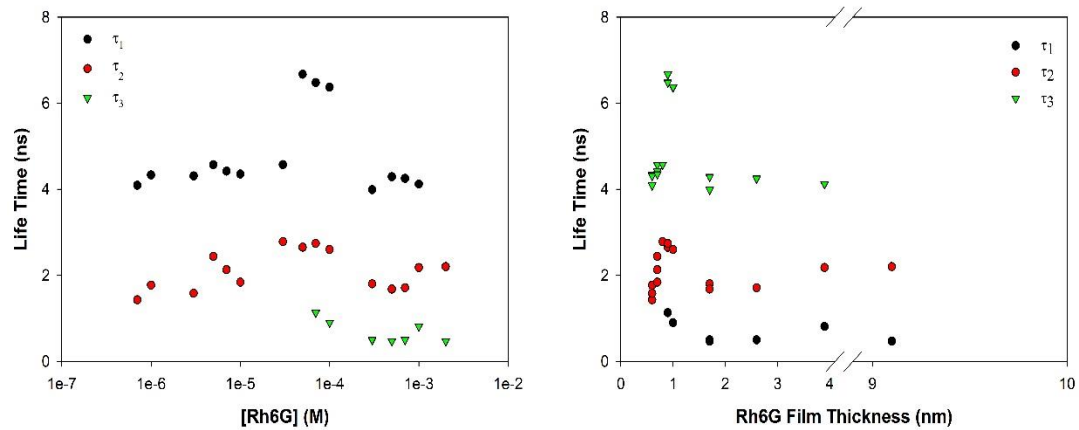 8
6
4
2
0
Life Time (ns)
τ1
τ2
τ3
1e-7 1e-6 1e-5 1e-4 1e-3 1e-2
[Rh6G] (M)
8
6
4
2
0
Life Time (ns)
τ1
τ2
τ3
0 1 2 3 4 9 10
Rh6G Film Thickness (nm)